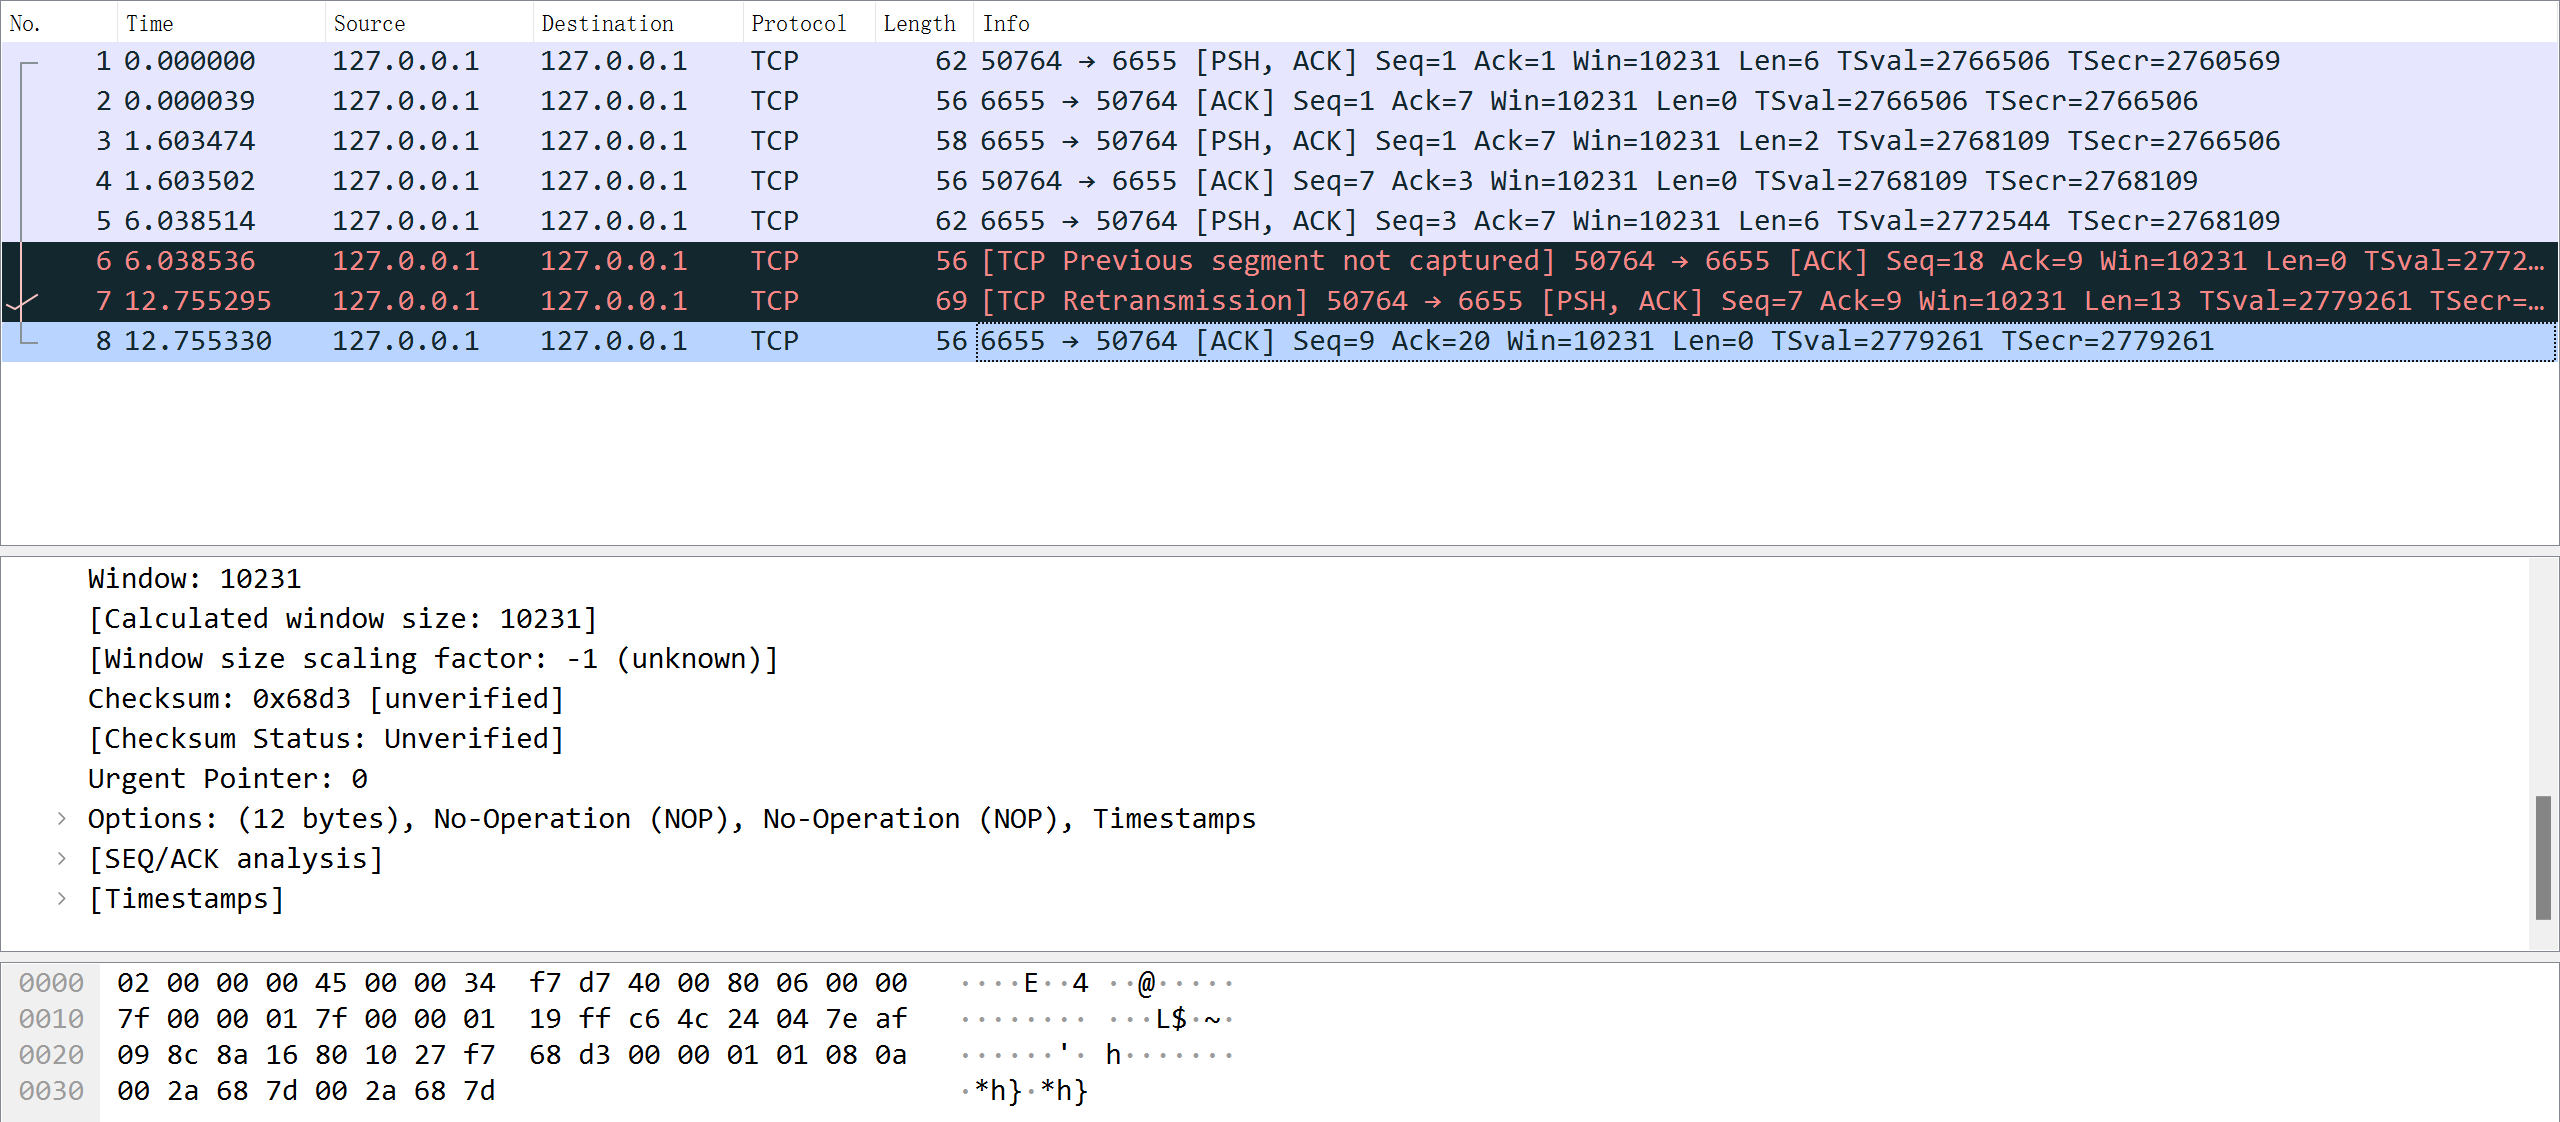 No. Time Source Destination Protocol Length Info
1 0.000000 127.0.0.1 127.0.0.1 TCP 62 50764 → 6655 [PSH, ACK] Seq=1 Ack=1 Win=10231 Len=6 TSval=2766506 TSecr=2760569
2 0.000039 127.0.0.1 127.0.0.1 TCP 56 6655 → 50764 [ACK] Seq=1 Ack=7 Win=10231 Len=0 TSval=2766506 TSecr=2766506
3 1.603474 127.0.0.1 127.0.0.1 TCP 58 6655 → 50764 [PSH, ACK] Seq=1 Ack=7 Win=10231 Len=2 TSval=2768109 TSecr=2766506
4 1.603502 127.0.0.1 127.0.0.1 TCP 56 50764 → 6655 [ACK] Seq=7 Ack=3 Win=10231 Len=0 TSval=2768109 TSecr=2768109
5 6.038514 127.0.0.1 127.0.0.1 TCP 62 6655 → 50764 [PSH, ACK] Seq=3 Ack=7 Win=10231 Len=6 TSval=2772544 TSecr=2768109
6 6.038536 127.0.0.1 127.0.0.1 TCP 56 [TCP Previous segment not captured] 50764 → 6655 [ACK] Seq=18 Ack=9 Win=10231 Len=0 TSval=2772…
7 12.755295 127.0.0.1 127.0.0.1 TCP 69 [TCP Retransmission] 50764 → 6655 [PSH, ACK] Seq=7 Ack=9 Win=10231 Len=13 TSval=2779261 TSecr=…
8 12.755330 127.0.0.1 127.0.0.1 TCP 56 6655 → 50764 [ACK] Seq=9 Ack=20 Win=10231 Len=0 TSval=2779261 TSecr=2779261
Window: 10231
[Calculated window size: 10231]
[Window size scaling factor: -1 (unknown)]
Checksum: 0x68d3 [unverified]
[Checksum Status: Unverified]
Urgent Pointer: 0
> Options: (12 bytes), No-Operation (NOP), No-Operation (NOP), Timestamps
> [SEQ/ACK analysis]
> [Timestamps]
0000 02 00 00 00 45 00 00 34 f7 d7 40 00 80 06 00 00 ····E··4 ··@·····
0010 7f 00 00 01 7f 00 00 01 19 ff c6 4c 24 04 7e af ········ ···L$·~·
0020 09 8c 8a 16 80 10 27 f7 68 d3 00 00 01 01 08 0a ······'· h·······
0030 00 2a 68 7d 00 2a 68 7d ·*h}·*h}